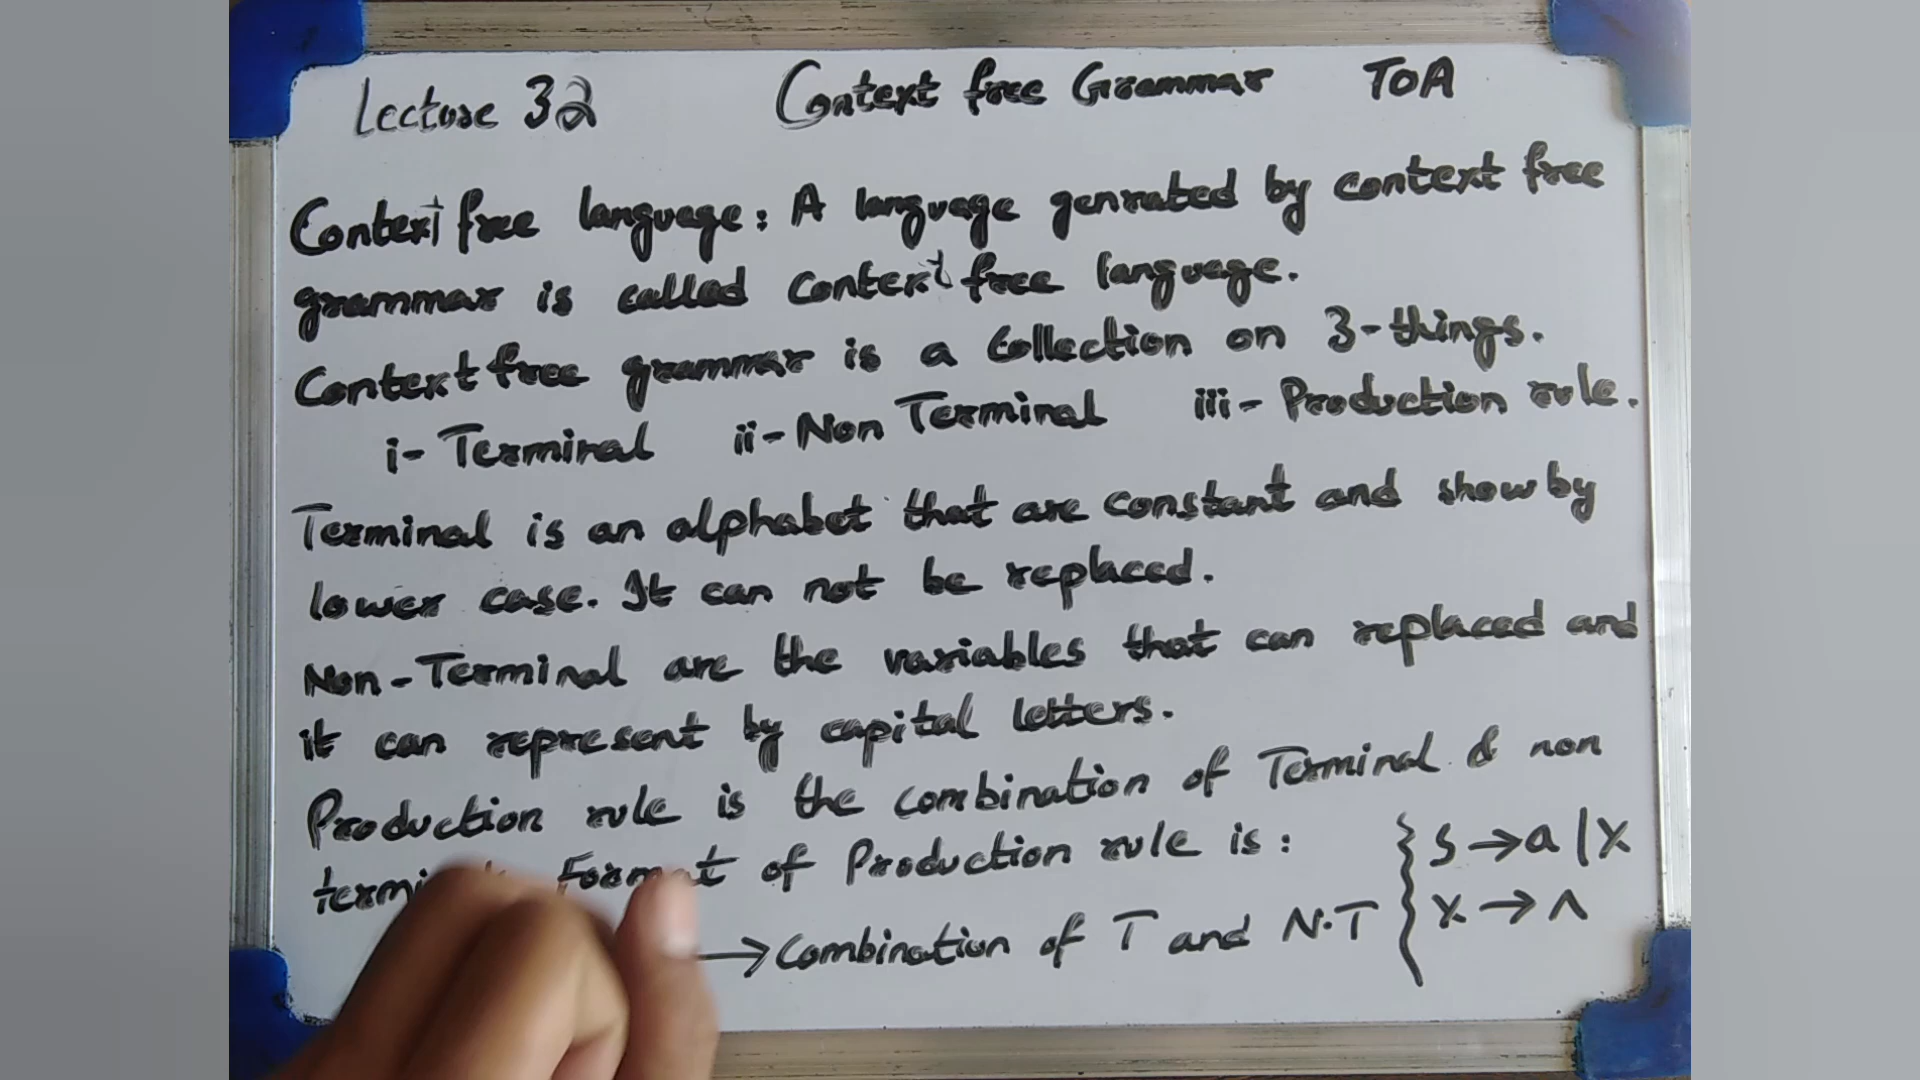 Lecture 32 Context free Grammar TOA
Context free language: A language genrated by context free
grammar is called Context free language.
Context free grammar is a Collection on 3-things.
i- Terminal ii- Non Terminal iii- Production rule.
Terminal is an alphabet that are constant and show by
lower case. It can not be replaced.
Non-Terminal are the variables that can replaced and
it can represent by capital letters.
Production rule is the combination of Terminal & non
Format of Production rule is: S → a | X
→ Combination of T and N.T X → ^